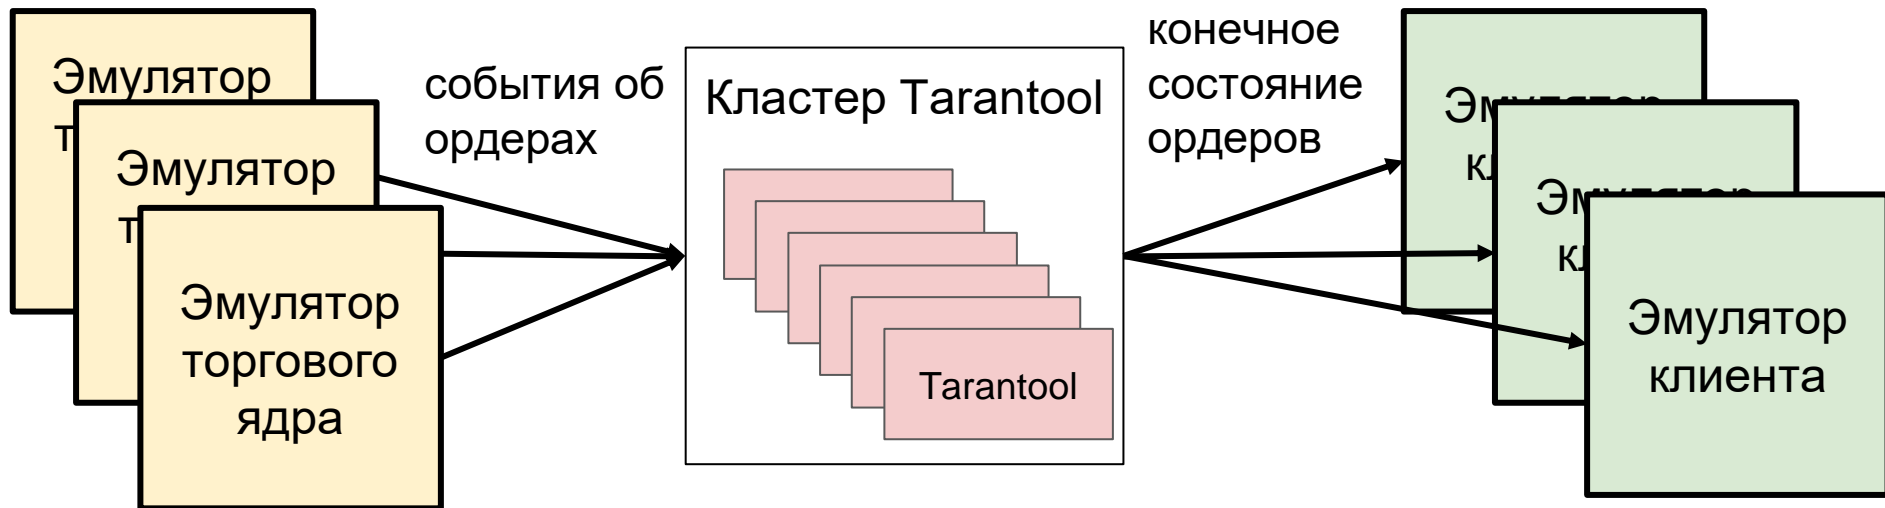 Эмулятор
Эмулятор
Эмулятор
торгового
ядра
события об
ордерах
Кластер Tarantool
Tarantool
конечное
состояние
ордеров
Эмулятор
клиента